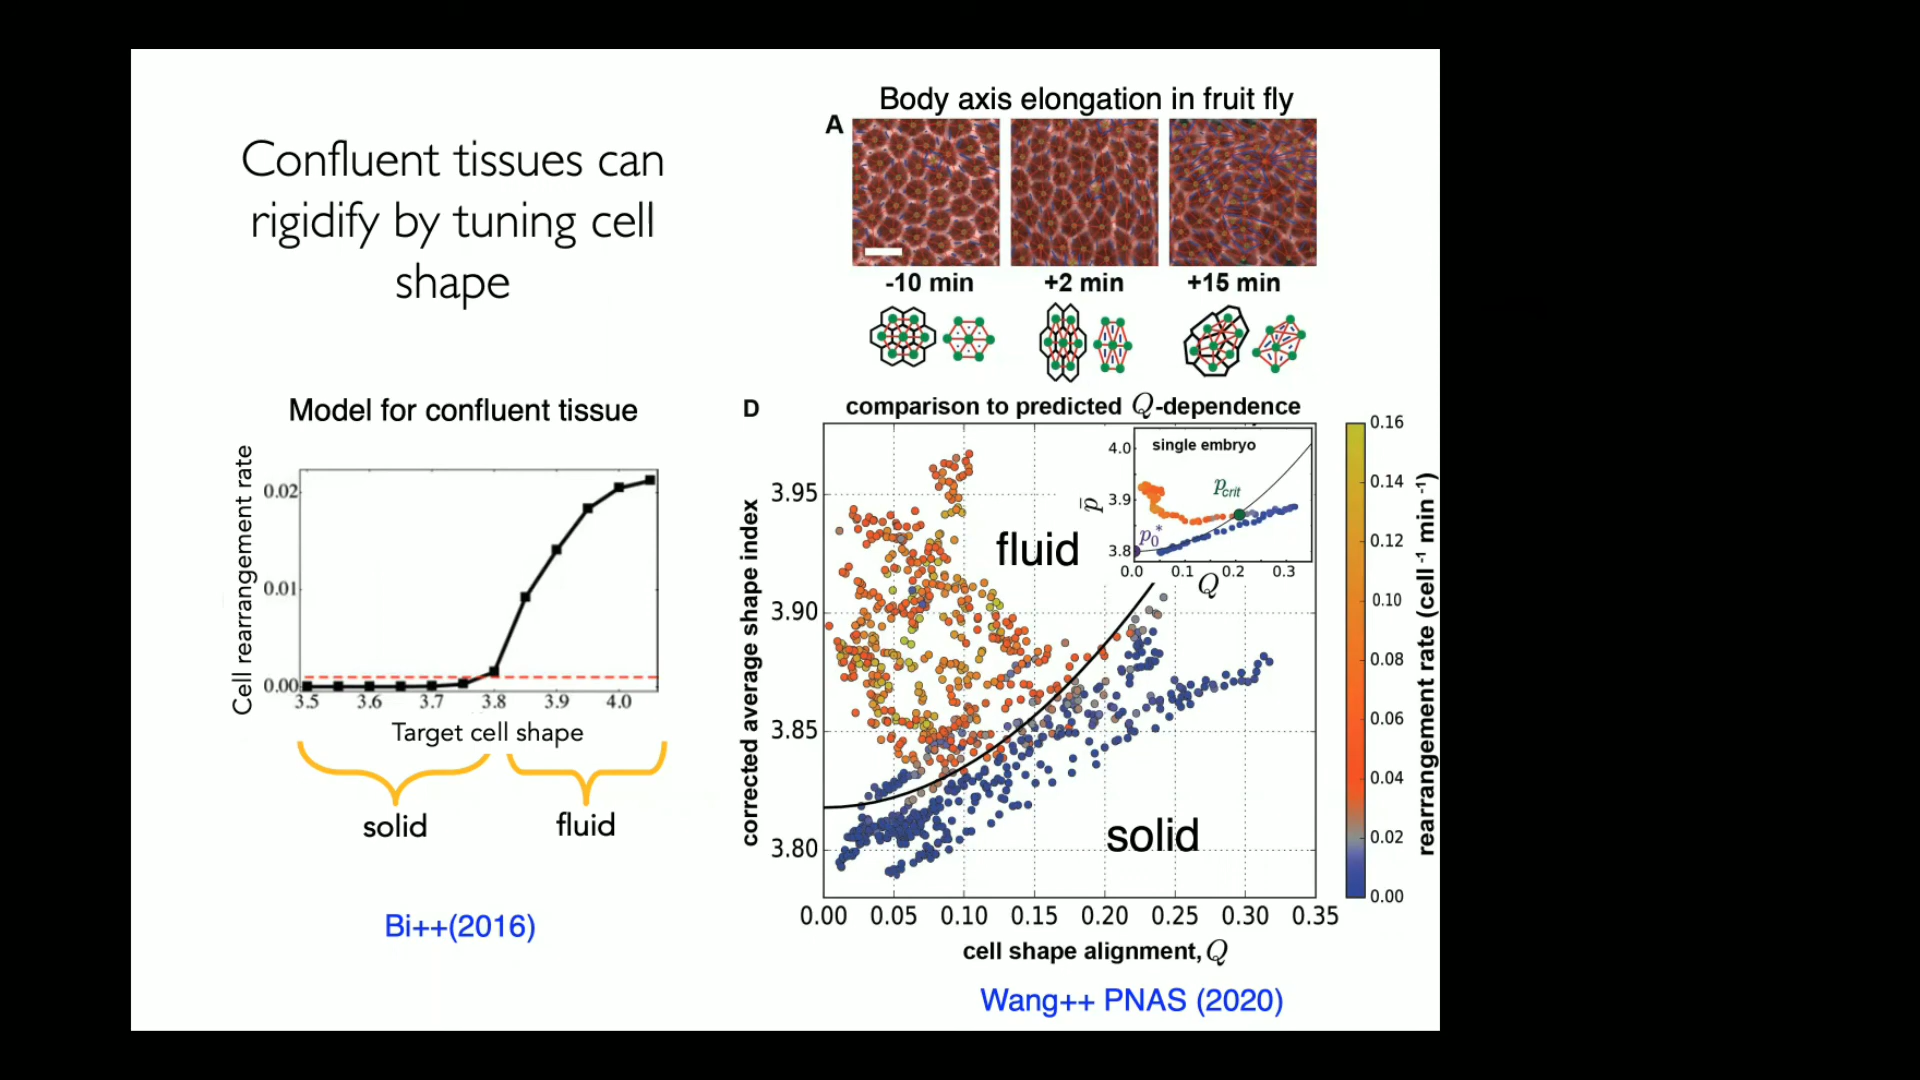 Confluent tissues can
rigidify by tuning cell
shape
Model for confluent tissue
Cell rearrangement rate
0.02
0.01
0.00
3.5 3.6 3.7 3.8 3.9 4.0
Target cell shape
solid fluid
Bi++(2016)
Body axis elongation in fruit fly
A
-10 min +2 min +15 min
D comparison to predicted Q-dependence
corrected average shape index
3.95
3.90
3.85
3.80
0.00 0.05 0.10 0.15 0.20 0.25 0.30 0.35
cell shape alignment, Q
fluid
solid
single embryo
p̄
4.0
3.9
3.8
p_crit
p_0*
0.0 0.1 0.2 0.3
Q
0.16
0.14
0.12
0.10
0.08
0.06
0.04
0.02
0.00
rearrangement rate (cell⁻¹ min⁻¹)
Wang++ PNAS (2020)